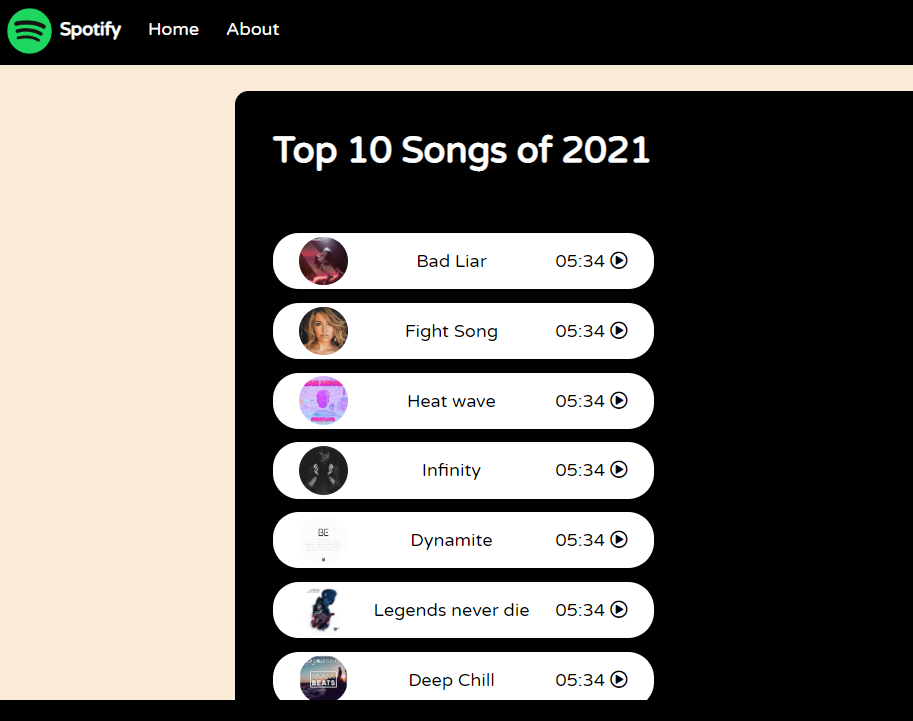 Spotify Home About
Top 10 Songs of 2021
Bad Liar 05:34
Fight Song 05:34
Heat wave 05:34
Infinity 05:34
BE
Dynamite 05:34
Legends never die 05:34
MIAMI
BEATS
Deep Chill 05:34